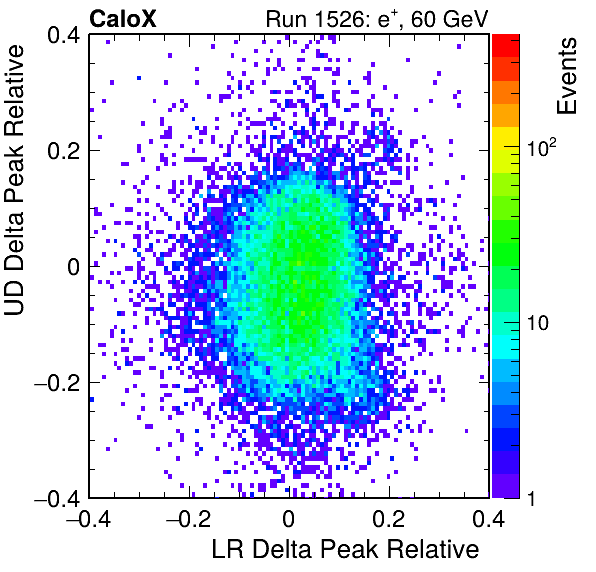 CaloX Run 1526: e⁺, 60 GeV
UD Delta Peak Relative
0.4
0.2
0
−0.2
−0.4
−0.4 −0.2 0 0.2 0.4
LR Delta Peak Relative
Events
10²
10
1